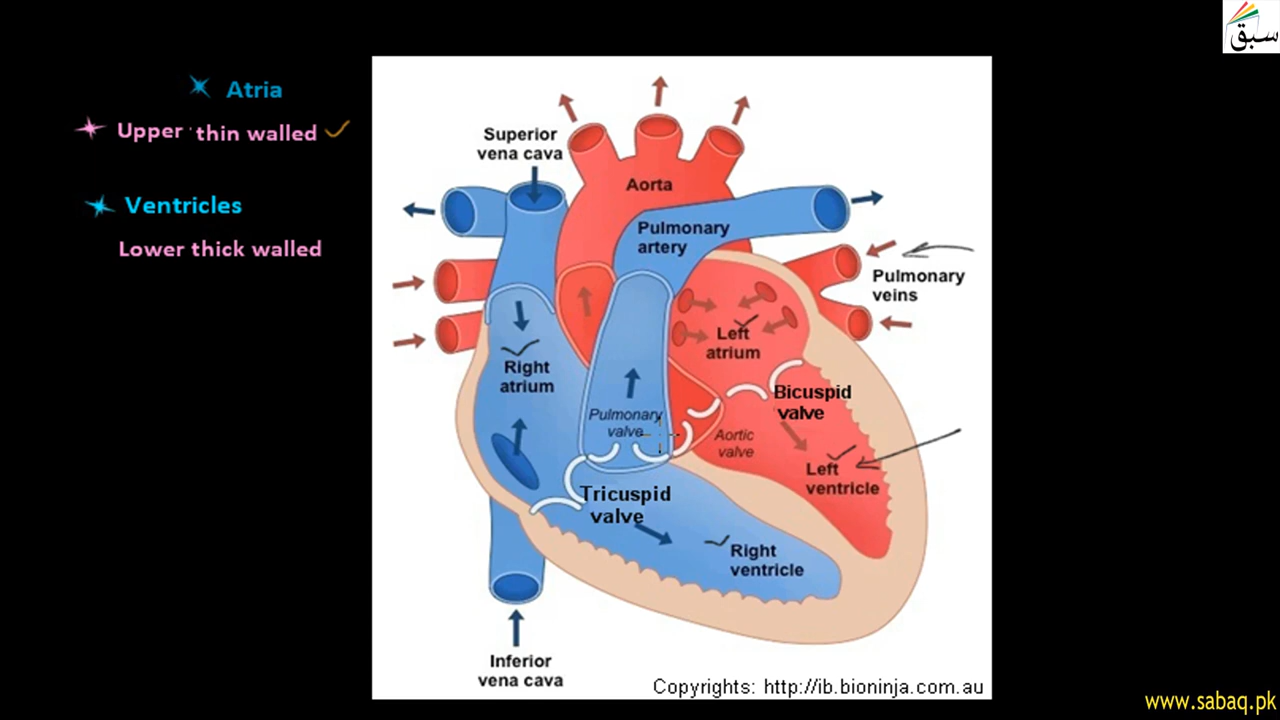 سبق
Atria
Upper thin walled
Ventricles
Lower thick walled
Superior
vena cava
Aorta
Pulmonary
artery
Pulmonary
veins
Left
atrium
Right
atrium
Bicuspid
valve
Pulmonary
valve
Aortic
valve
Left
ventricle
Tricuspid
valve
Right
ventricle
Inferior
vena cava
Copyrights: http://ib.bioninja.com.au
www.sabaq.pk